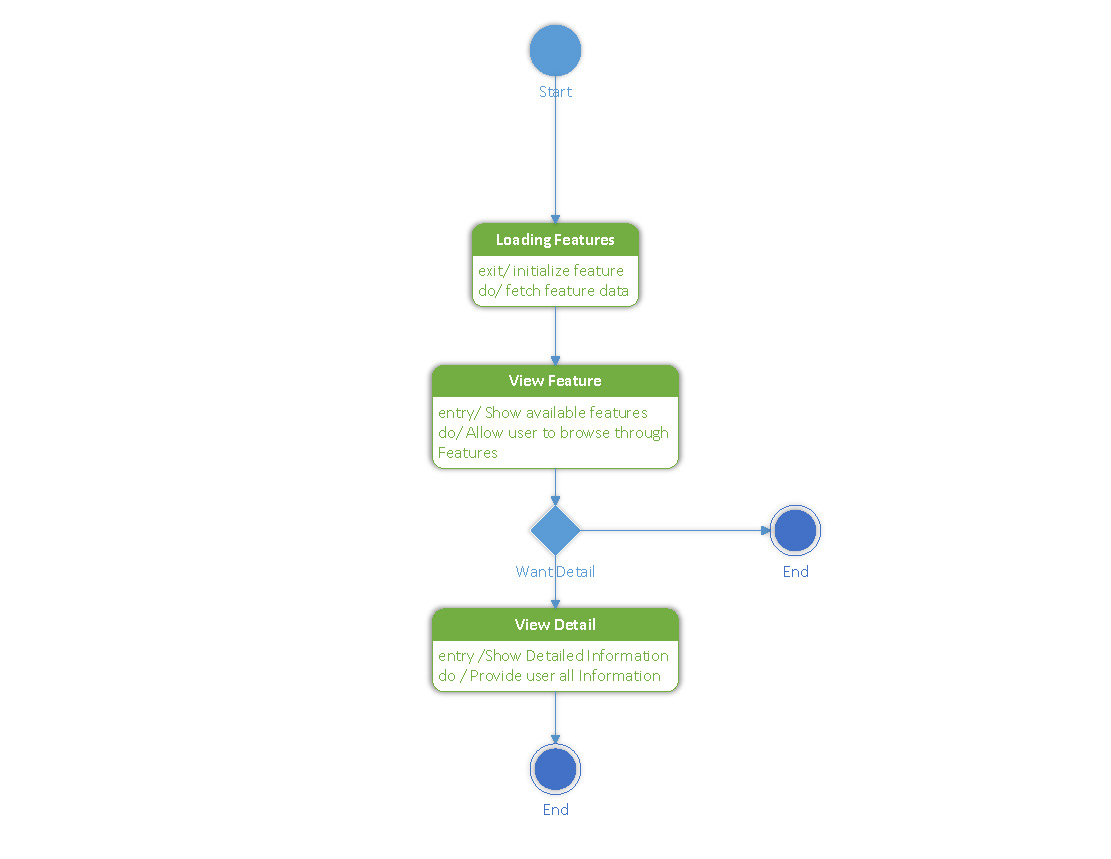 Start
Loading Features
exit/ initialize feature
do/ fetch feature data
View Feature
entry/ Show available features
do/ Allow user to browse through
Features
Want Detail
End
View Detail
entry /Show Detailed Information
do / Provide user all Information
End